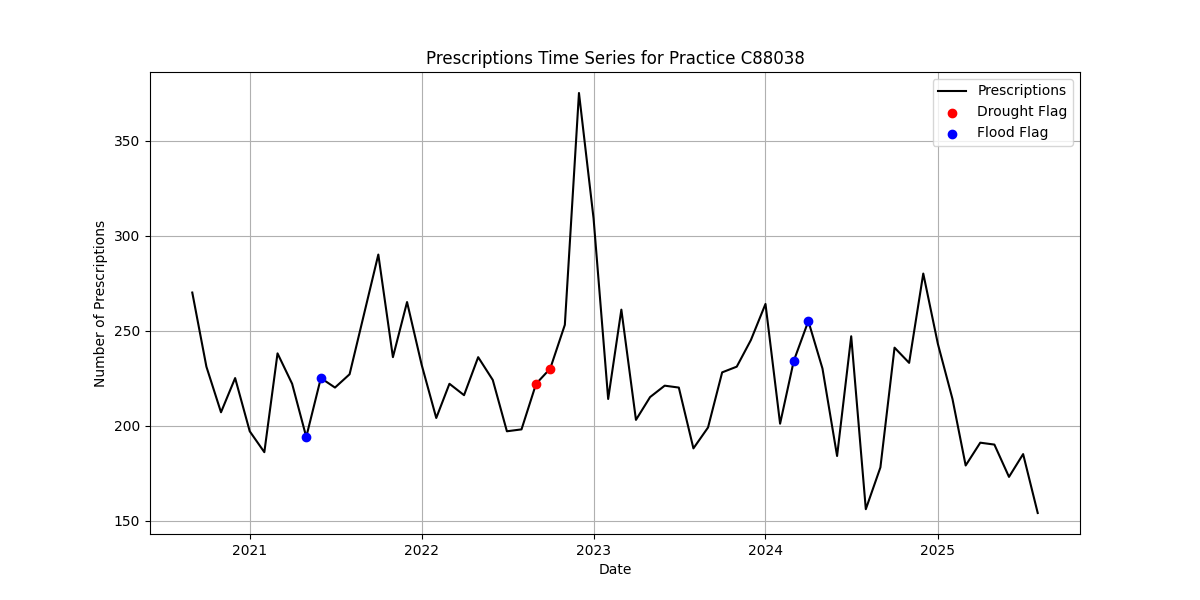 Prescriptions Time Series for Practice C88038
Prescriptions
Drought Flag
Flood Flag
Number of Prescriptions
350
300
250
200
150
2021 2022 2023 2024 2025
Date